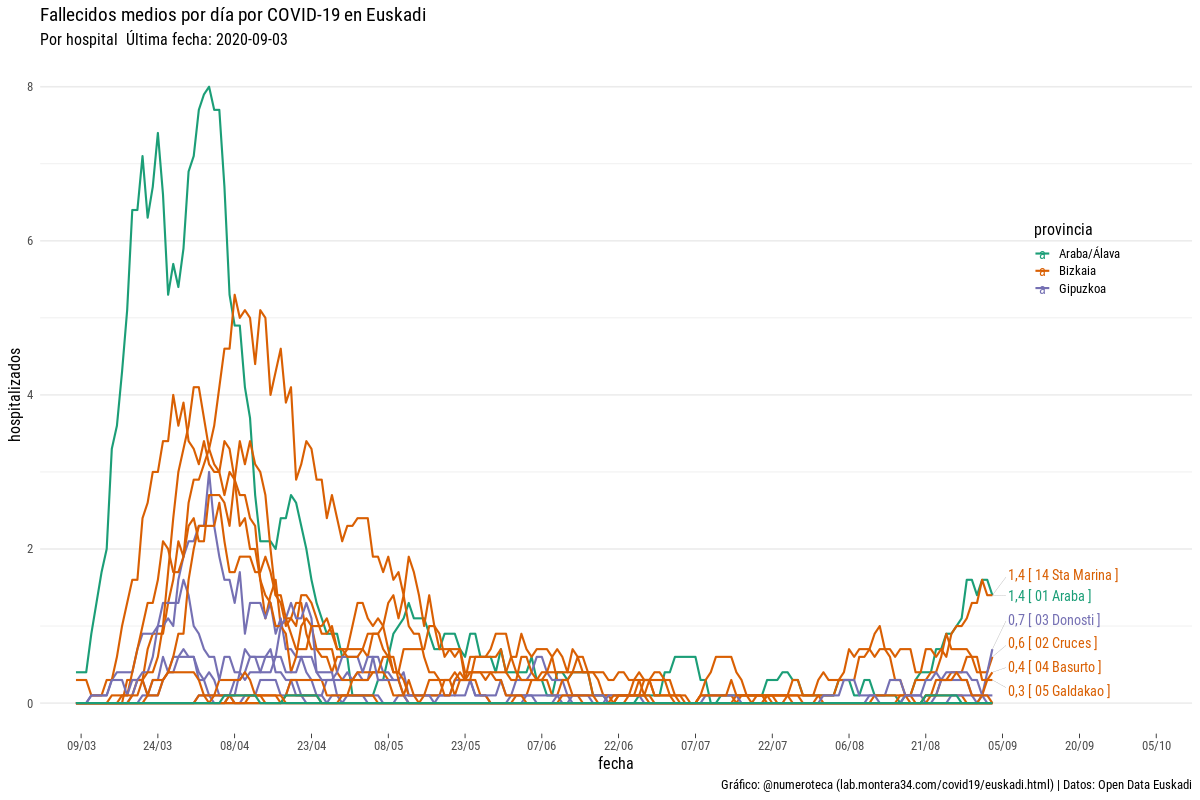 Fallecidos medios por día por COVID-19 en Euskadi
Por hospital  Última fecha: 2020-09-03
8
6
4
2
0
hospitalizados
provincia
a Araba/Álava
a Bizkaia
a Gipuzkoa
1,4 [ 14 Sta Marina ]
1,4 [ 01 Araba ]
0,7 [ 03 Donosti ]
0,6 [ 02 Cruces ]
0,4 [ 04 Basurto ]
0,3 [ 05 Galdakao ]
09/03 24/03 08/04 23/04 08/05 23/05 07/06 22/06 07/07 22/07 06/08 21/08 05/09 20/09 05/10
fecha
Gráfico: @numeroteca (lab.montera34.com/covid19/euskadi.html) | Datos: Open Data Euskadi